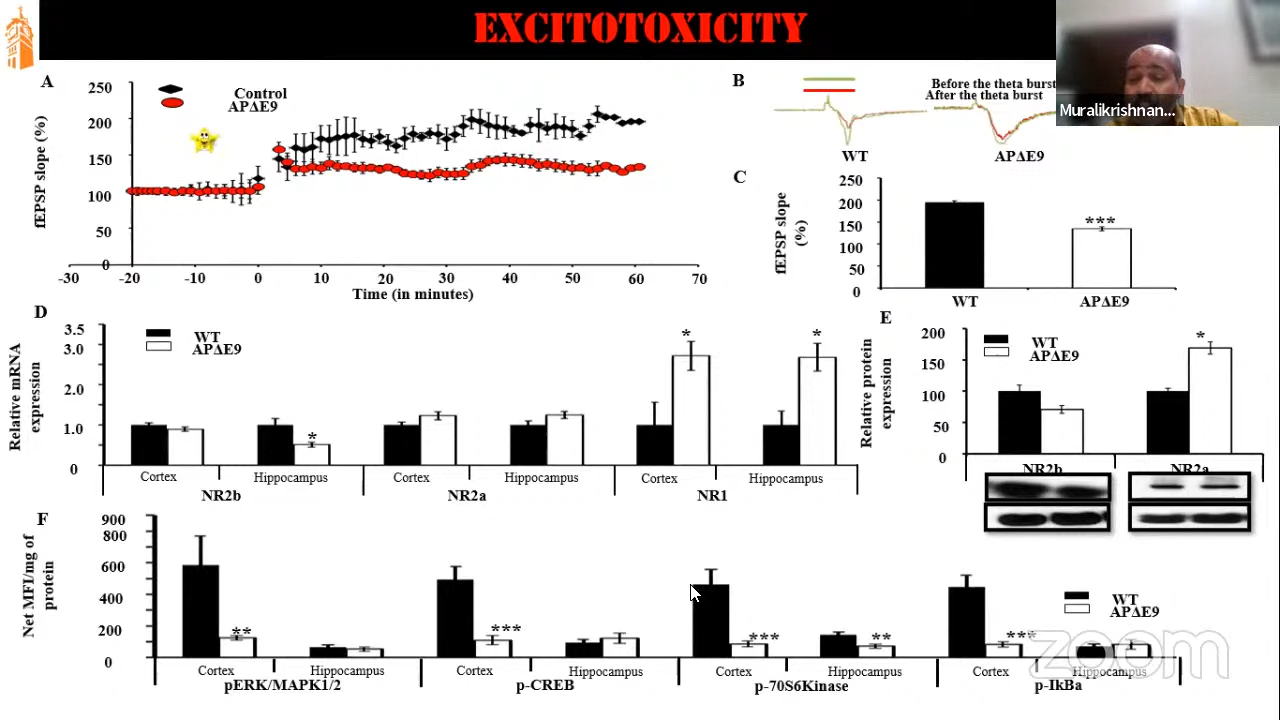 EXCITOTOXICITY
Muralikrishnan...
A
fEPSP slope (%)
250
200
150
100
50
0
Control
APΔE9
-30 -20 -10 0 10 20 30 40 50 60 70
Time (in minutes)
B
Before the theta burst
After the theta burst
WT
APΔE9
C
fEPSP slope
(%)
250
200
150
100
50
0
***
WT
APΔE9
D
Relative mRNA
expression
3.5
3.0
2.0
1.0
0
WT
APΔE9
*
*
*
Cortex Hippocampus Cortex Hippocampus Cortex Hippocampus
NR2b NR2a NR1
E
Relative protein
expression
200
150
100
50
0
WT
APΔE9
*
NR2b NR2a
F
Net MFI/mg of
protein
900
800
600
400
200
0
WT
APΔE9
** *** *** ** ***
Cortex Hippocampus Cortex Hippocampus Cortex Hippocampus Cortex Hippocampus
pERK/MAPK1/2 p-CREB p-70S6Kinase p-IkBa
zoom